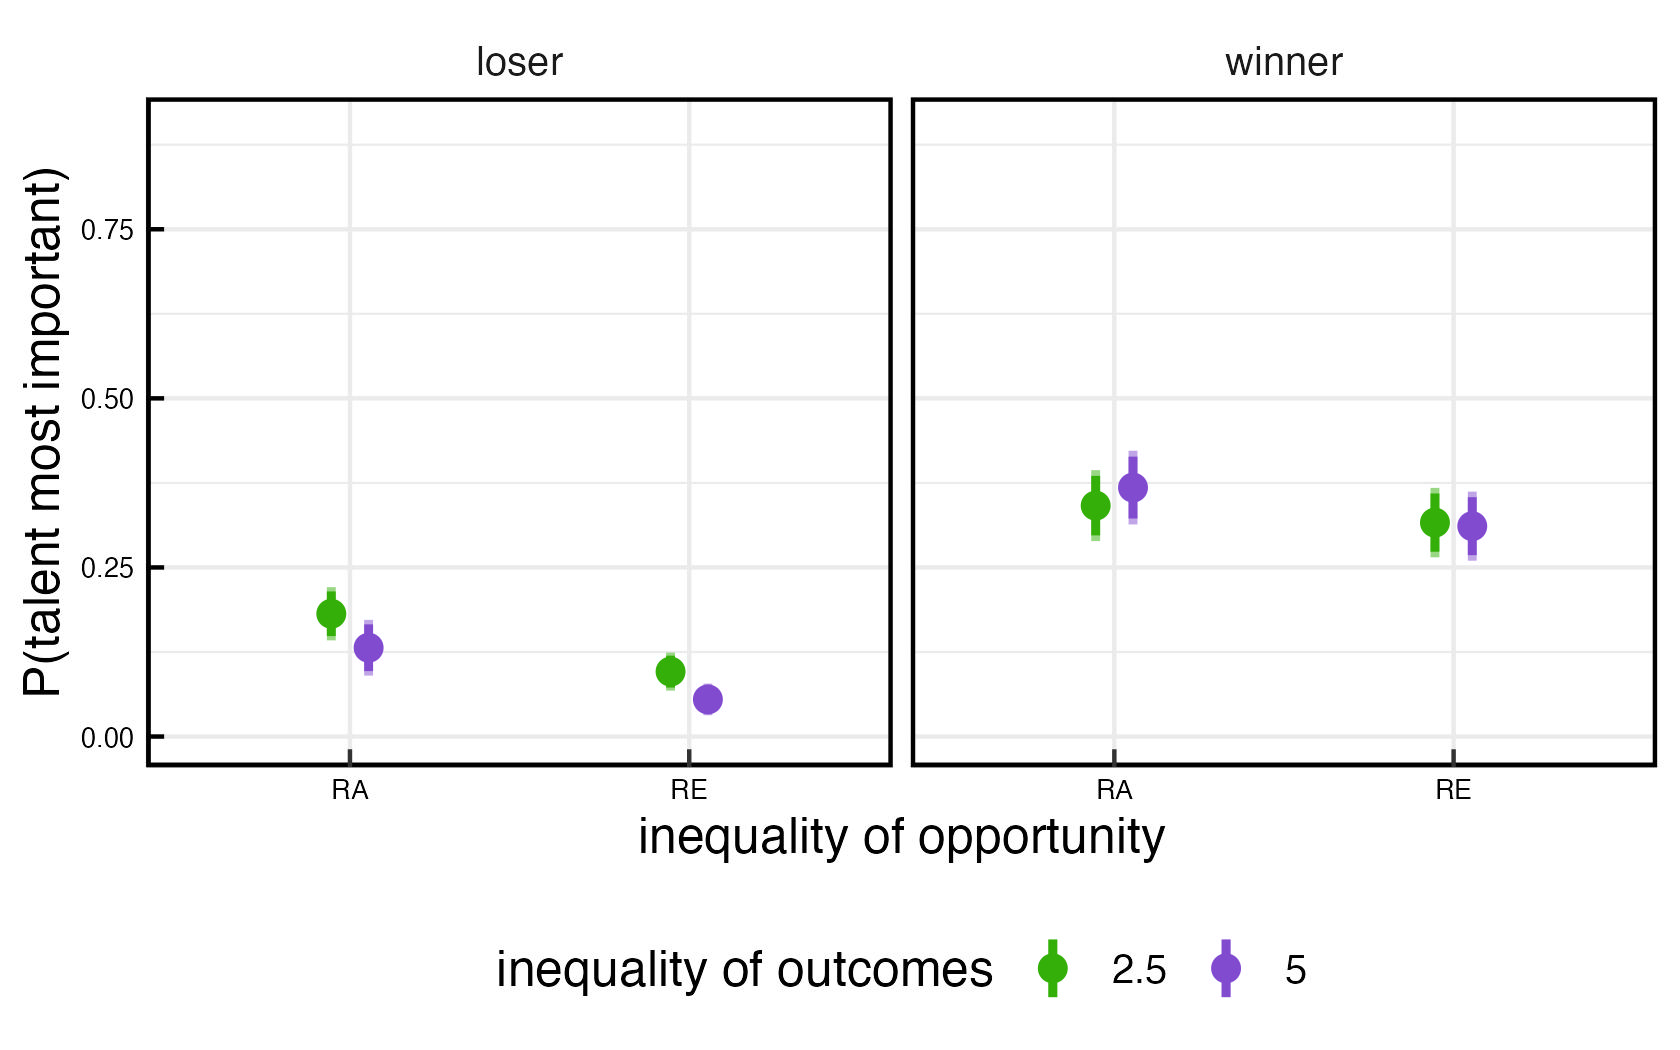 loser winner
P(talent most important)
0.75
0.50
0.25
0.00
RA RE RA RE
inequality of opportunity
inequality of outcomes 2.5 5